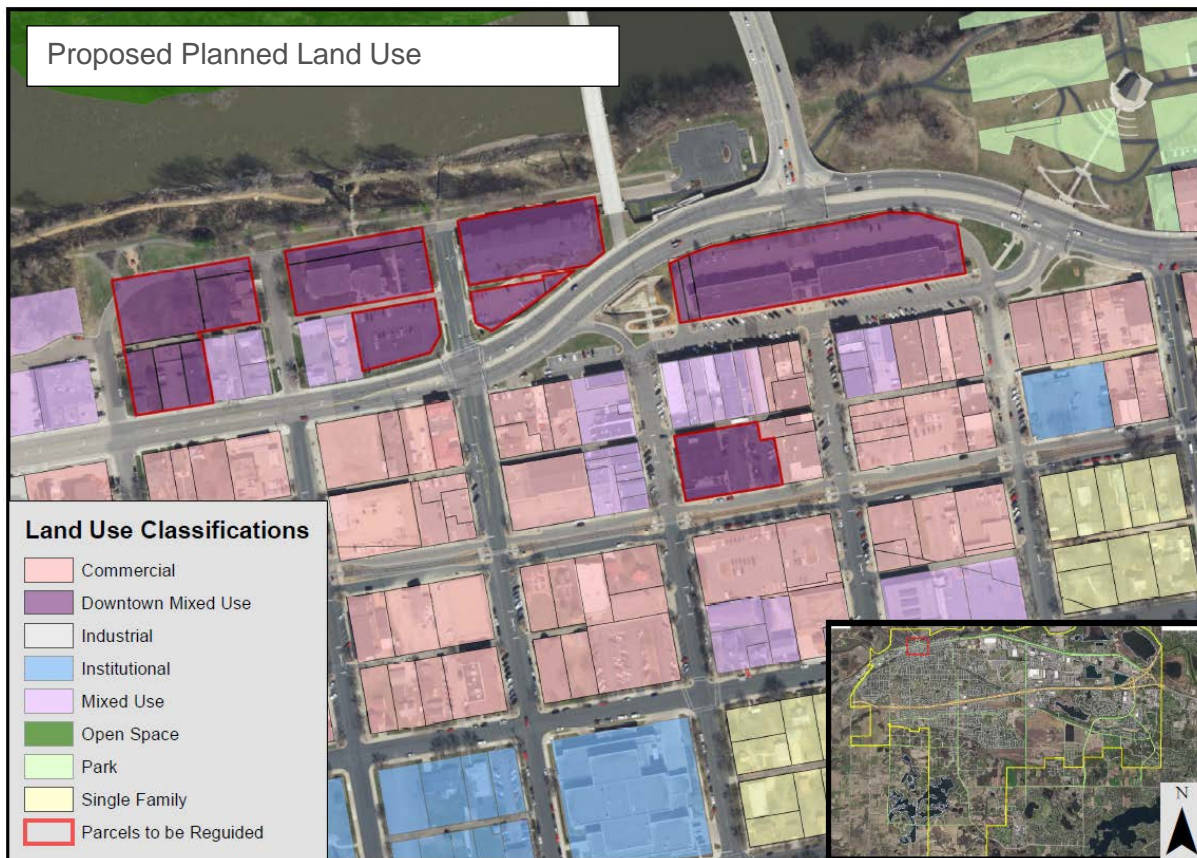 Proposed Planned Land Use
Land Use Classifications
Commercial
Downtown Mixed Use
Industrial
Institutional
Mixed Use
Open Space
Park
Single Family
Parcels to be Reguided
N